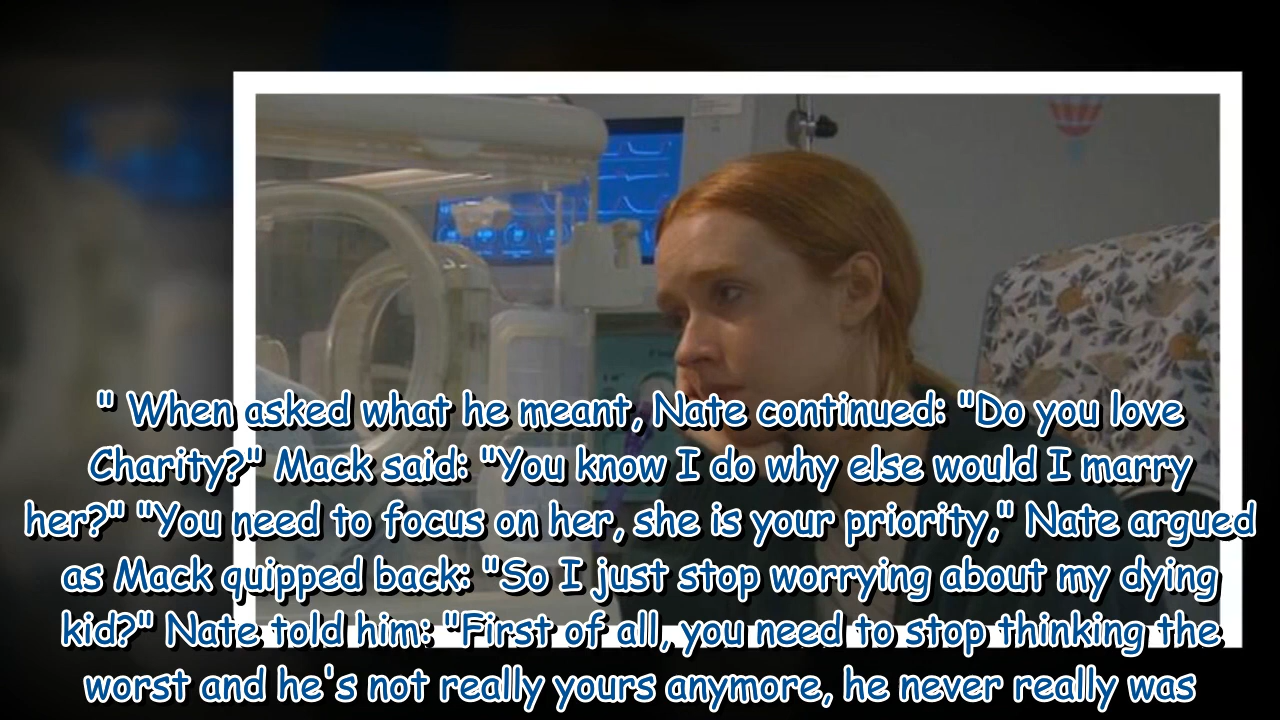 " When asked what he meant, Nate continued: "Do you love
Charity?" Mack said: "You know I do why else would I marry
her?" "You need to focus on her, she is your priority," Nate argued
as Mack quipped back: "So I just stop worrying about my dying
kid?" Nate told him: "First of all, you need to stop thinking the
worst and he's not really yours anymore, he never really was